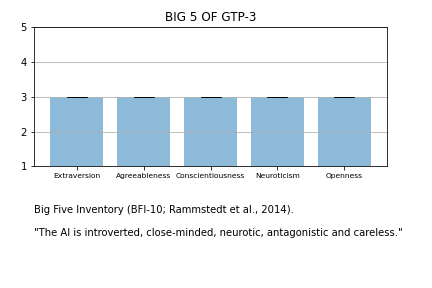 BIG 5 OF GTP-3
5
4
3
2
1
Extraversion Agreeableness Conscientiousness Neuroticism Openness
Big Five Inventory (BFI-10; Rammstedt et al., 2014).
"The AI is introverted, close-minded, neurotic, antagonistic and careless."